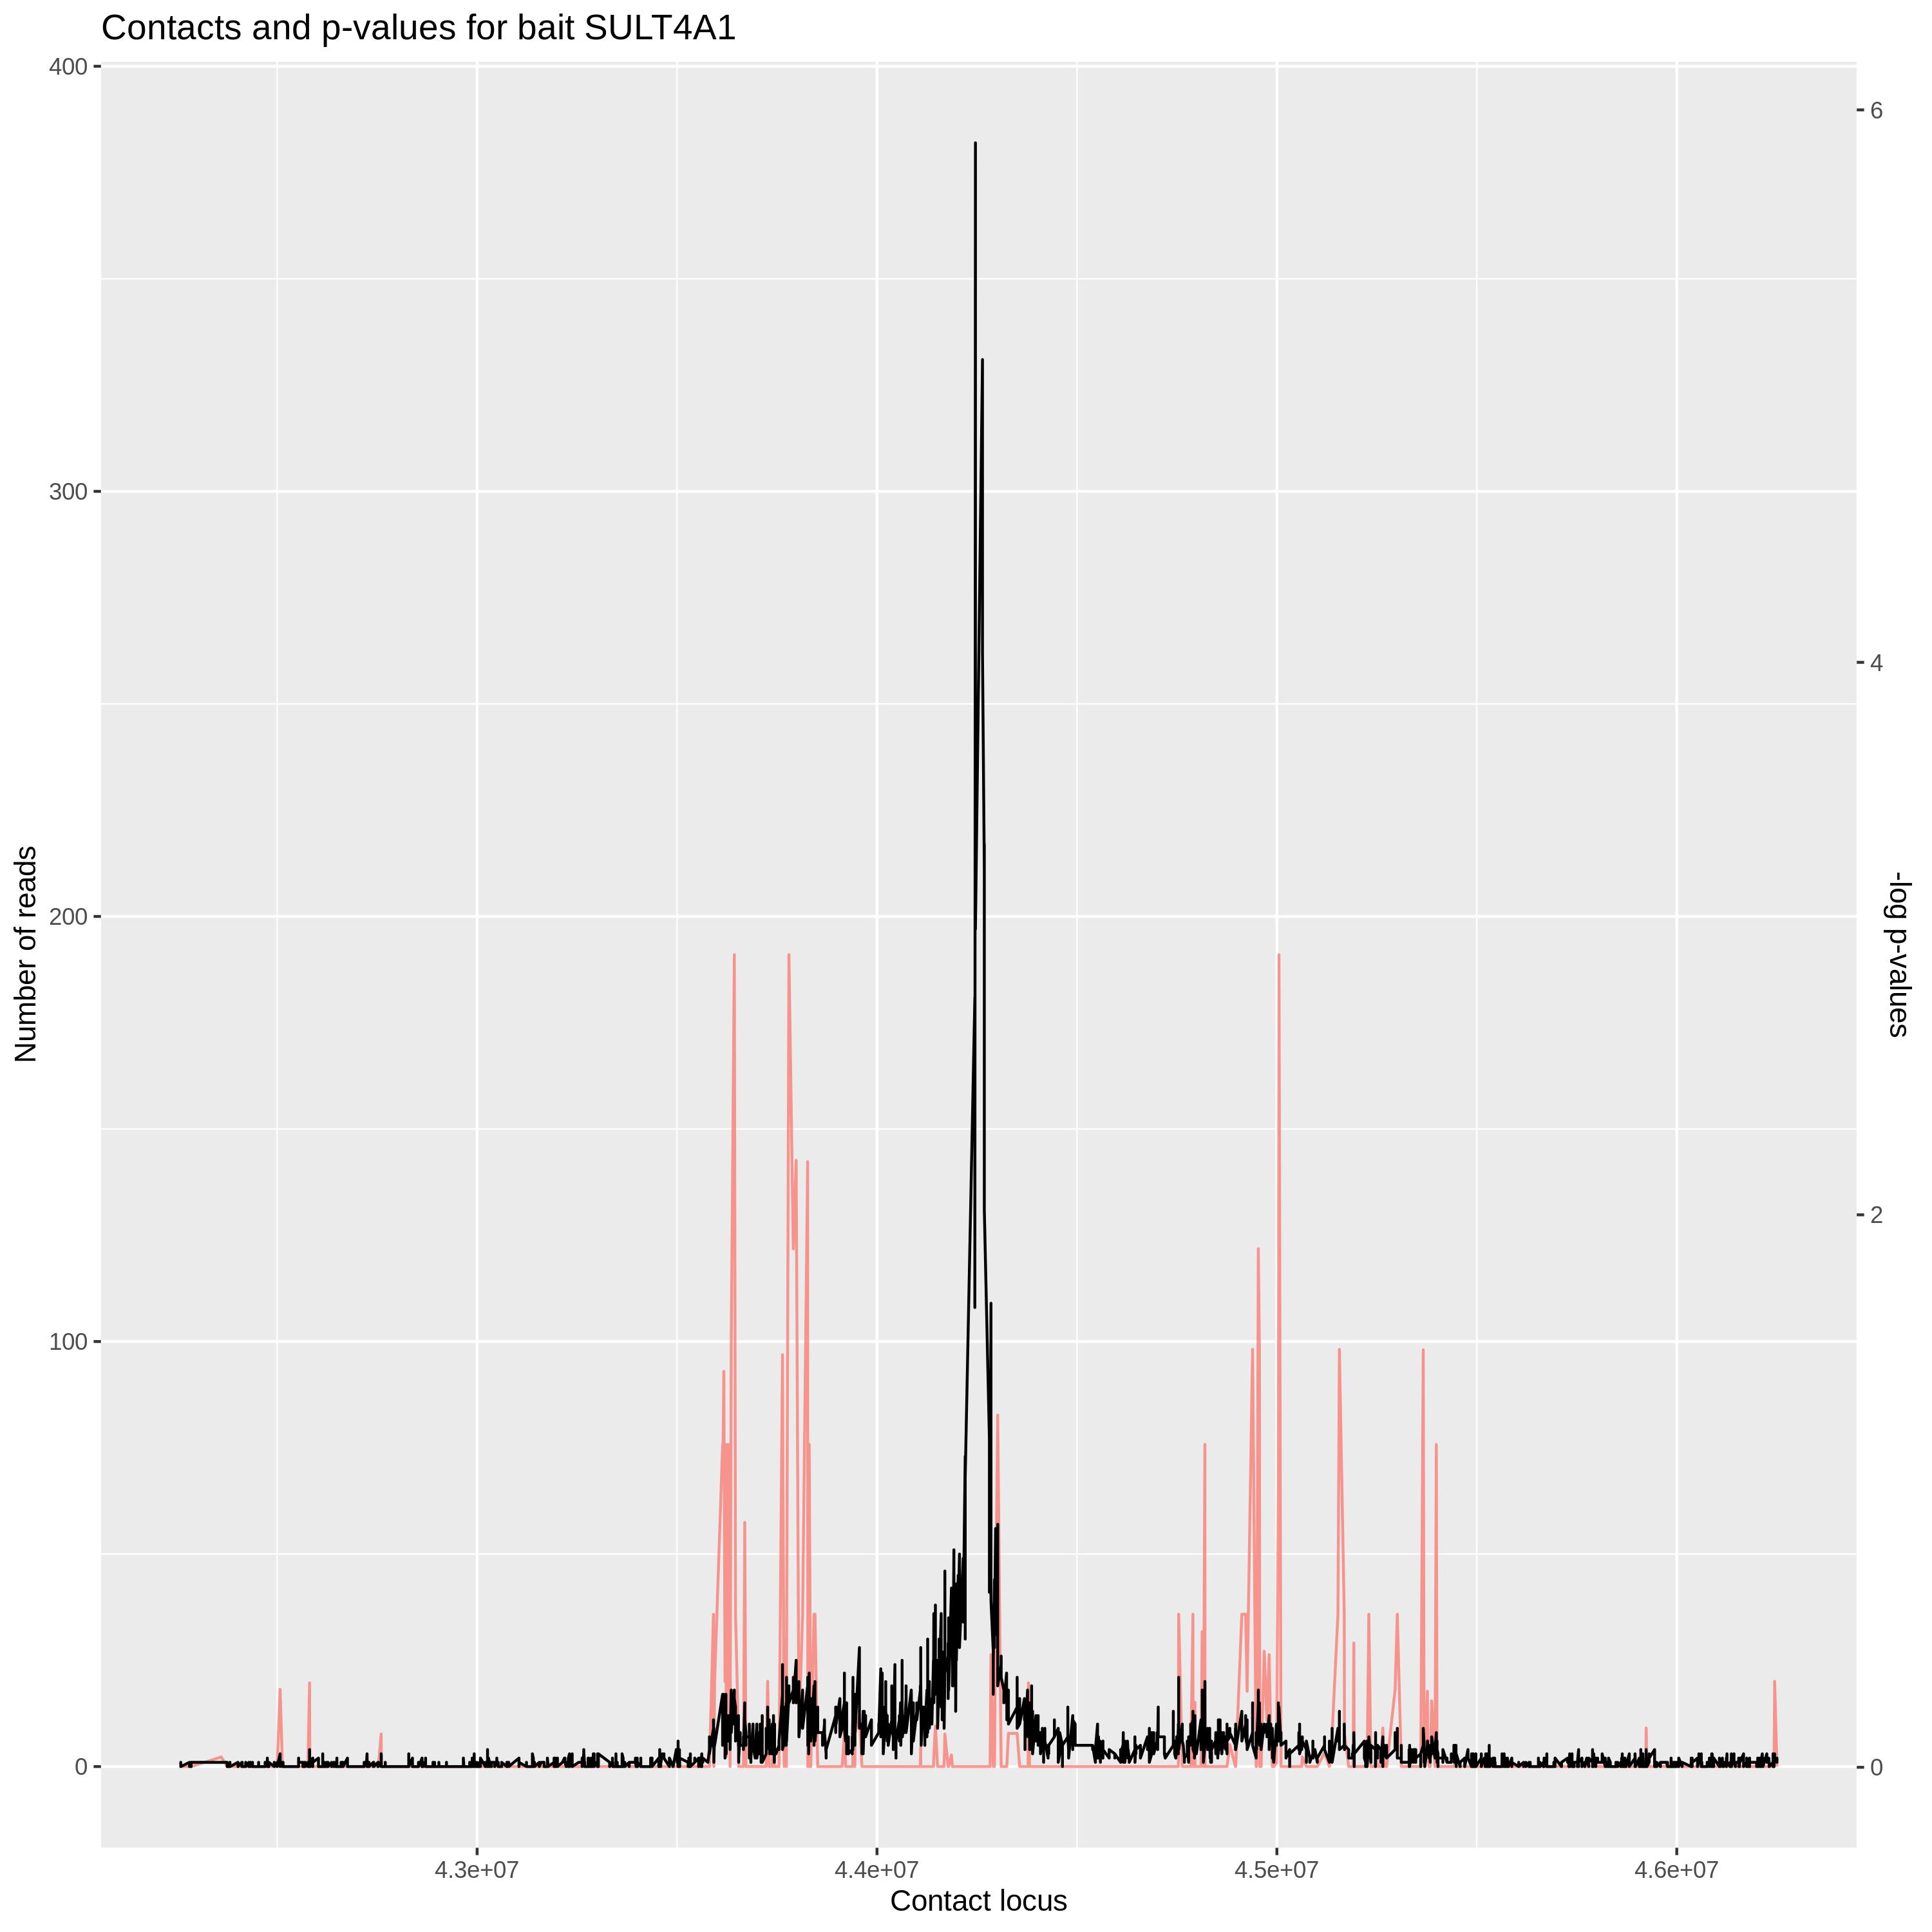 Contacts and p-values for bait SULT4A1
400
300
200
100
0
Number of reads
6
4
2
0
-log p-values
4.3e+07
4.4e+07
4.5e+07
4.6e+07
Contact locus